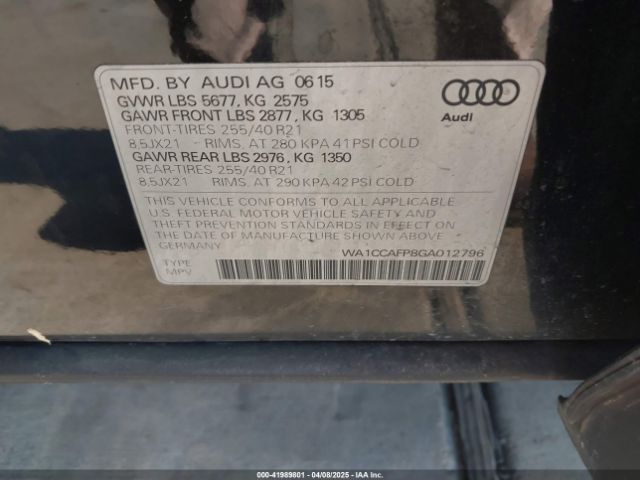 MFD. BY AUDI AG 06 15
GVWR LBS 5677, KG 2575
GAWR FRONT LBS 2877, KG 1305
FRONT-TIRES 255/40 R21
8,5JX21 - RIMS, AT 280 KPA 41 PSI COLD
GAWR REAR LBS 2976, KG 1350
REAR-TIRES 255/40 R21
8,5JX21 RIMS, AT 290 KPA-42 PSI COLD
Audi
THIS VEHICLE CONFORMS TO ALL APPLICABLE
U.S. FEDERAL MOTOR VEHICLE SAFETY AND
THEFT PREVENTION STANDARDS IN EFFECT ON THE
DATE OF MANUFACTURE SHOWN ABOVE.
GERMANY
WA1CCAFP8GA012796
TYPE
MPV
000-41989801 - 04/08/2025 - IAA Inc.